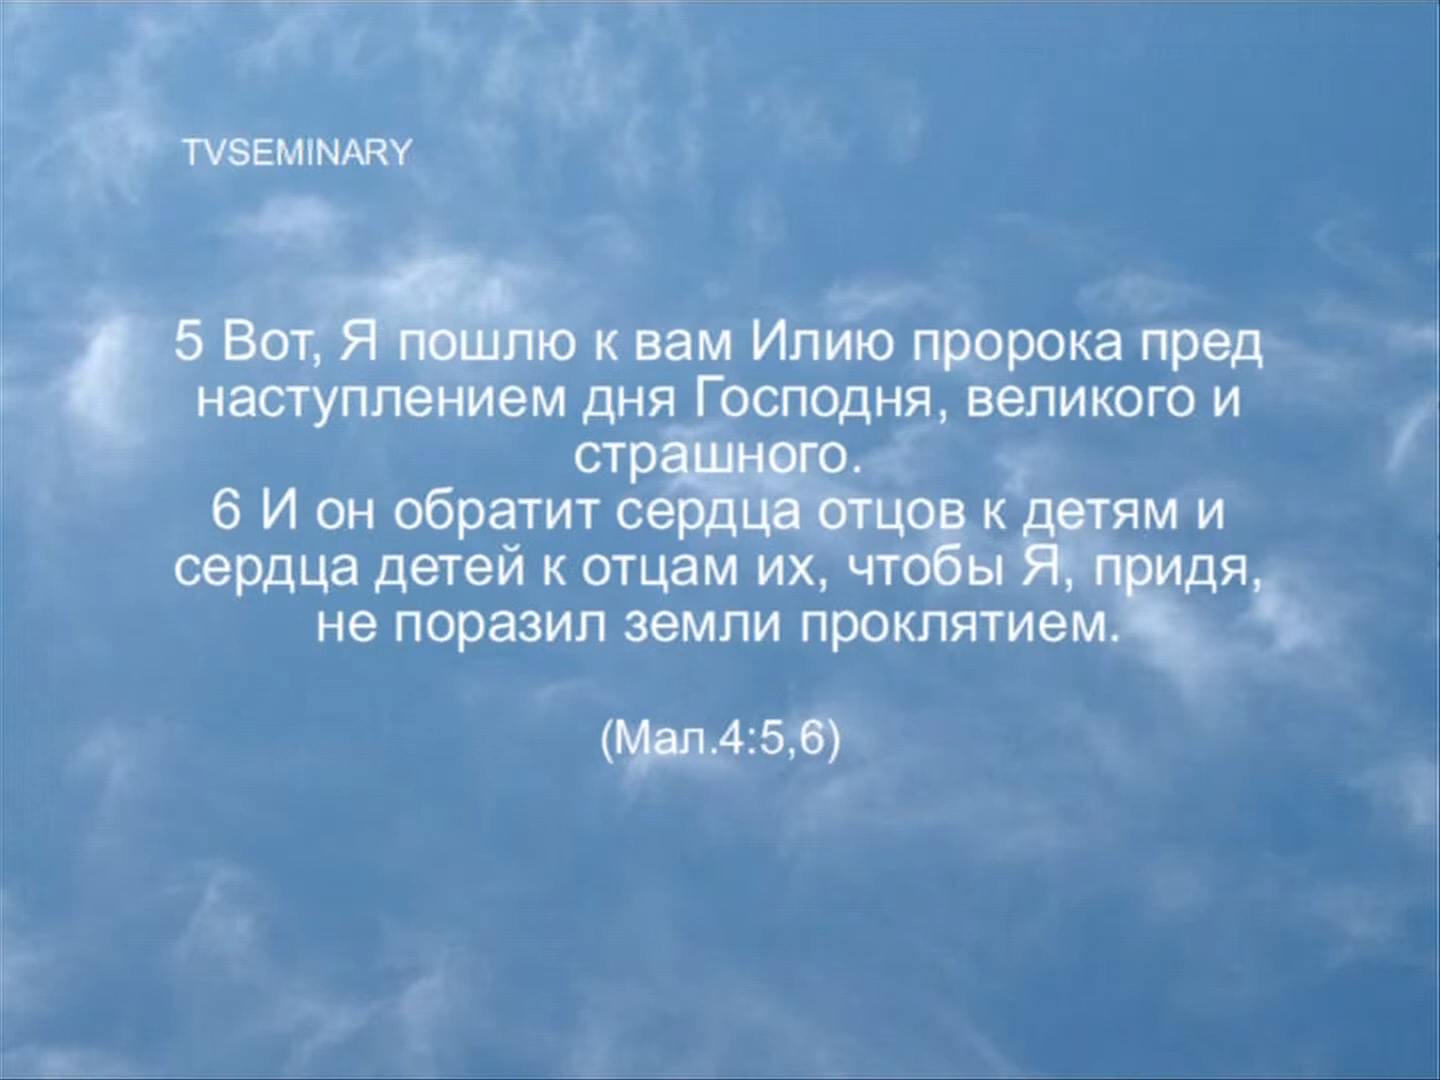 TVSEMINARY
5 Вот, Я пошлю к вам Илию пророка пред
наступлением дня Господня, великого и
страшного.
6 И он обратит сердца отцов к детям и
сердца детей к отцам их, чтобы Я, придя,
не поразил земли проклятием.
(Мал.4:5,6)